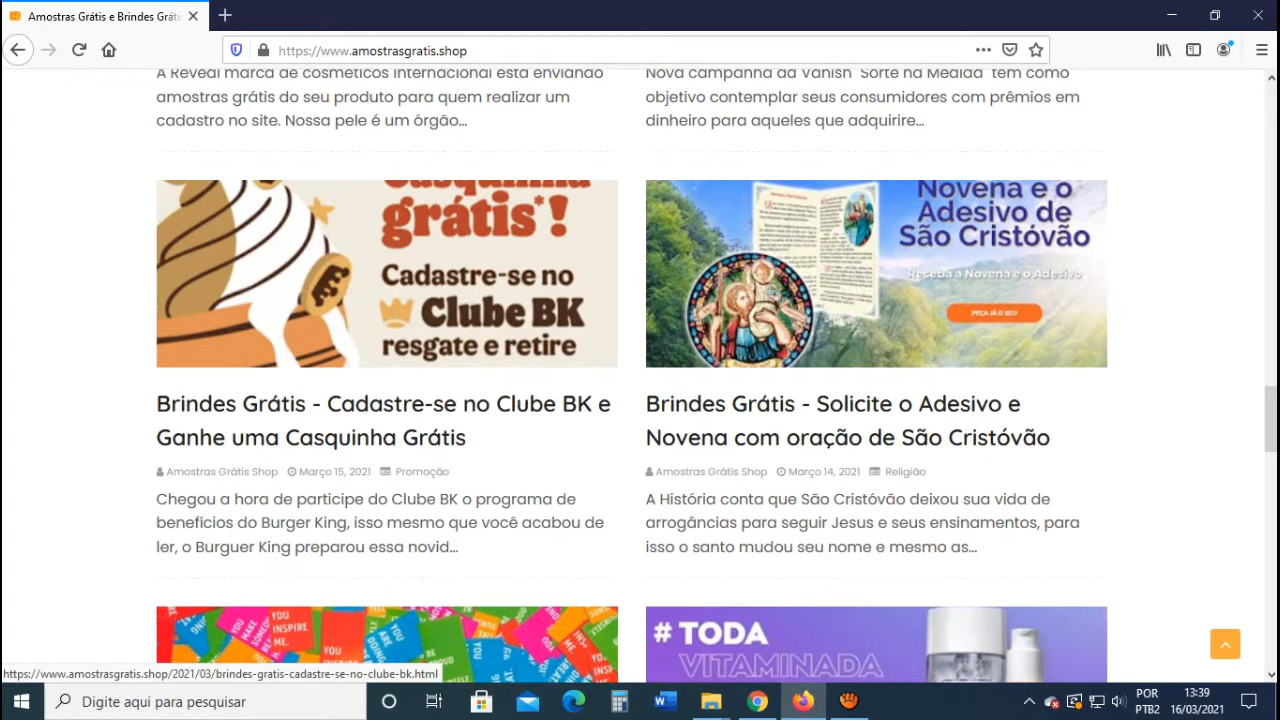 Amostras Grátis e Brindes Gráti
https://www.amostrasgratis.shop
A Reveal marca de cosméticos internacional está enviando
amostras grátis do seu produto para quem realizar um
cadastro no site. Nossa pele é um órgão...
Nova campanha da Vanish "Sorte na Medida" tem como
objetivo contemplar seus consumidores com prêmios em
dinheiro para aqueles que adquirire...
Casquinha
grátis*!
Cadastre-se no
Clube BK
resgate e retire
Novena e o
Adesivo de
São Cristóvão
Receba a Novena e o Adesivo
PEÇA JÁ O SEU
Brindes Grátis - Cadastre-se no Clube BK e
Ganhe uma Casquinha Grátis
Amostras Grátis Shop Março 15, 2021 Promoção
Chegou a hora de participe do Clube BK o programa de
benefícios do Burger King, isso mesmo que você acabou de
ler, o Burguer King preparou essa novid...
Brindes Grátis - Solicite o Adesivo e
Novena com oração de São Cristóvão
Amostras Grátis Shop Março 14, 2021 Religião
A História conta que São Cristóvão deixou sua vida de
arrogâncias para seguir Jesus e seus ensinamentos, para
isso o santo mudou seu nome e mesmo as...
YOU
INSPIRE
ME.
# TODA
VITAMINADA
https://www.amostrasgratis.shop/2021/03/brindes-gratis-cadastre-se-no-clube-bk.html
Digite aqui para pesquisar
POR
PTB2
13:39
16/03/2021